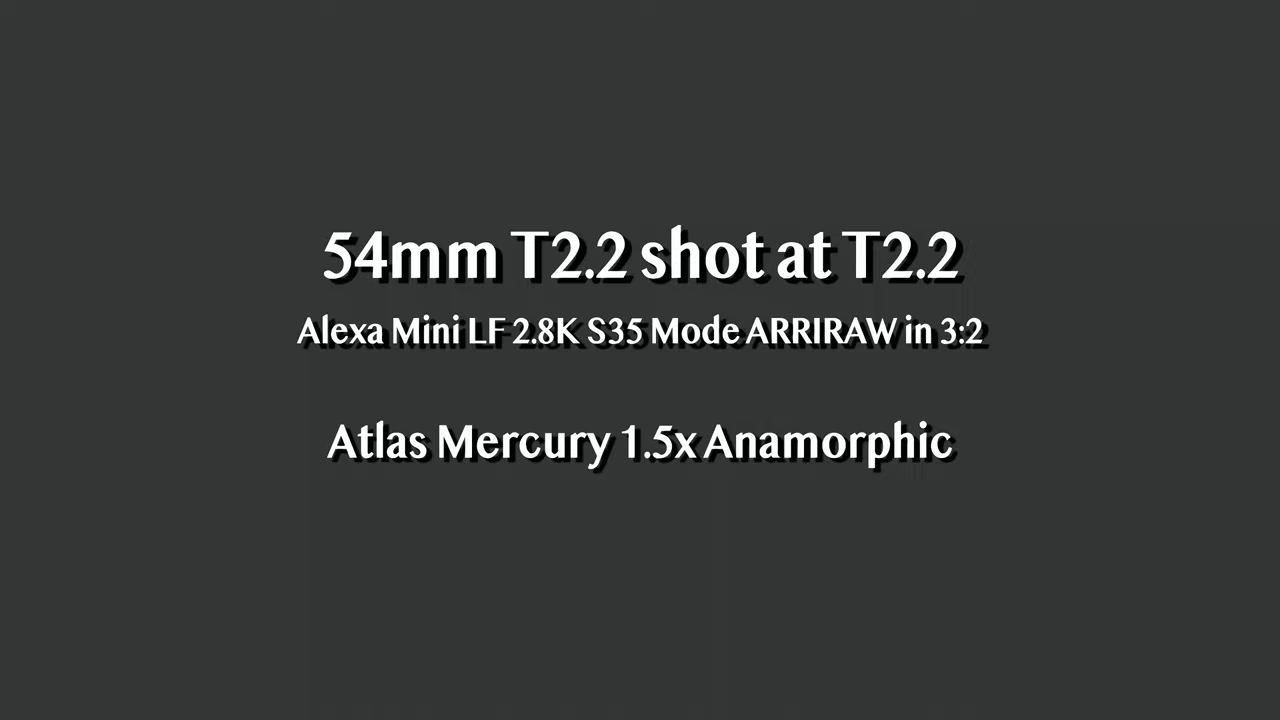 54mm T2.2 shot at T2.2
Alexa Mini LF 2.8K S35 Mode ARRIRAW in 3:2
Atlas Mercury 1.5x Anamorphic